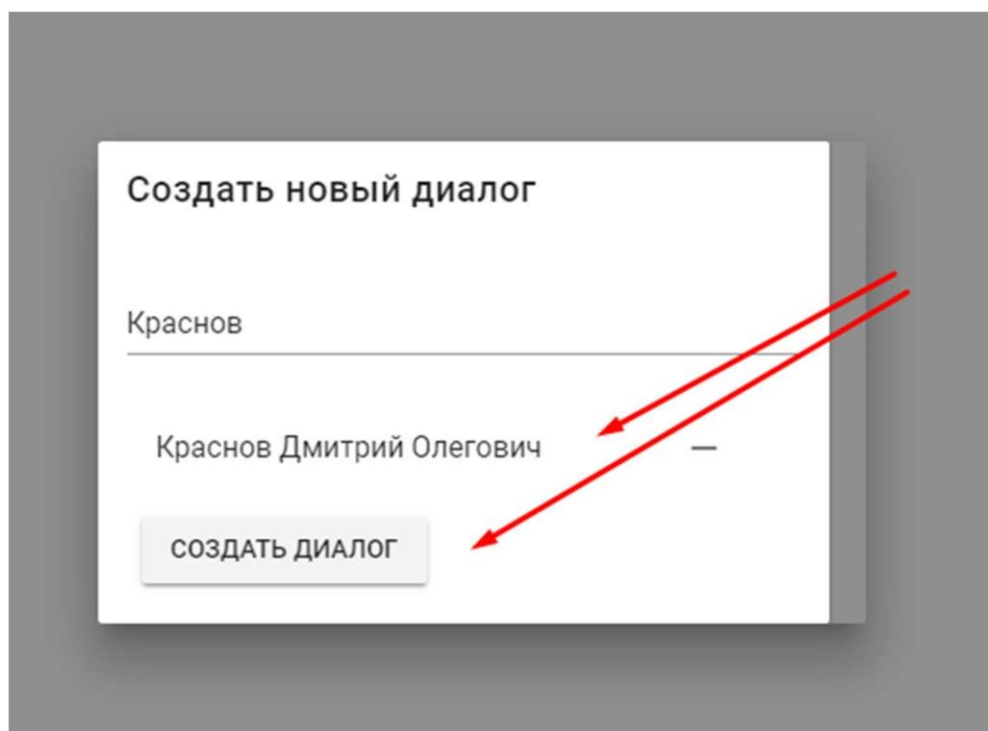 Создать новый диалог
Краснов
Краснов Дмитрий Олегович —
СОЗДАТЬ ДИАЛОГ